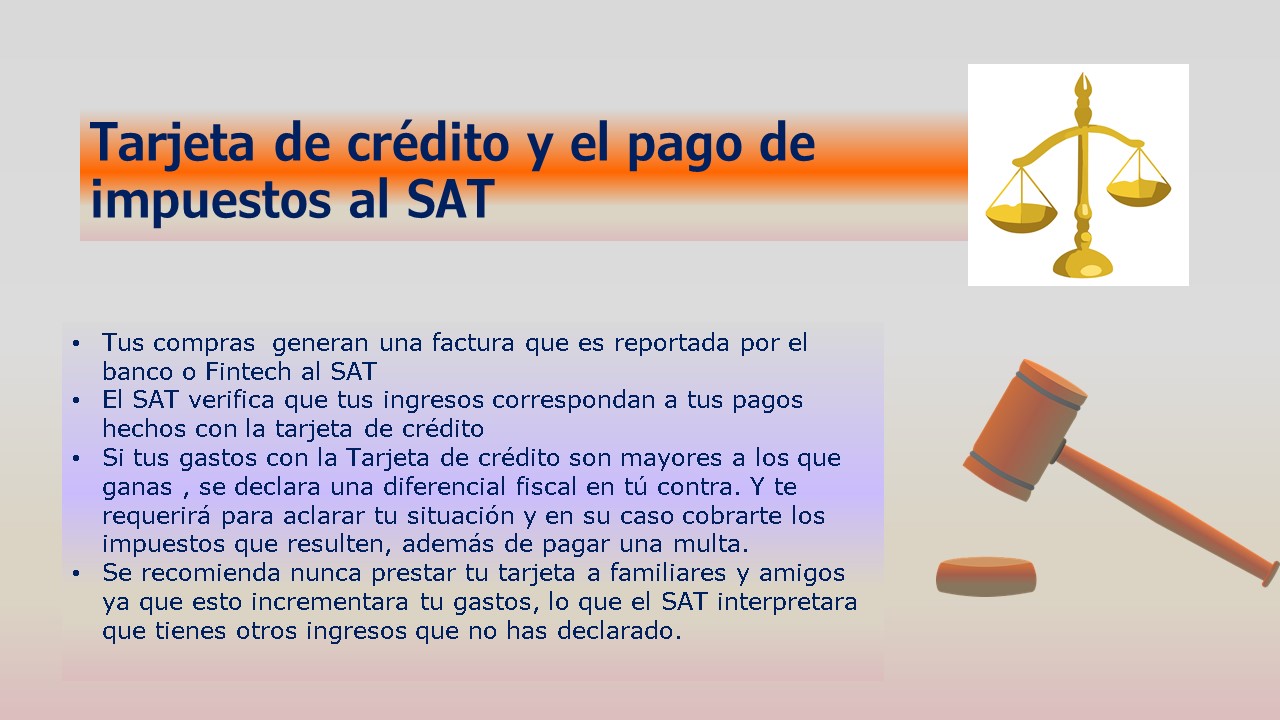 Tarjeta de crédito y el pago de
impuestos al SAT
• Tus compras  generan una factura que es reportada por el
banco o Fintech al SAT
• El SAT verifica que tus ingresos correspondan a tus pagos
hechos con la tarjeta de crédito
• Si tus gastos con la Tarjeta de crédito son mayores a los que
ganas , se declara una diferencial fiscal en tú contra. Y te
requerirá para aclarar tu situación y en su caso cobrarte los
impuestos que resulten, además de pagar una multa.
• Se recomienda nunca prestar tu tarjeta a familiares y amigos
ya que esto incrementara tu gastos, lo que el SAT interpretara
que tienes otros ingresos que no has declarado.